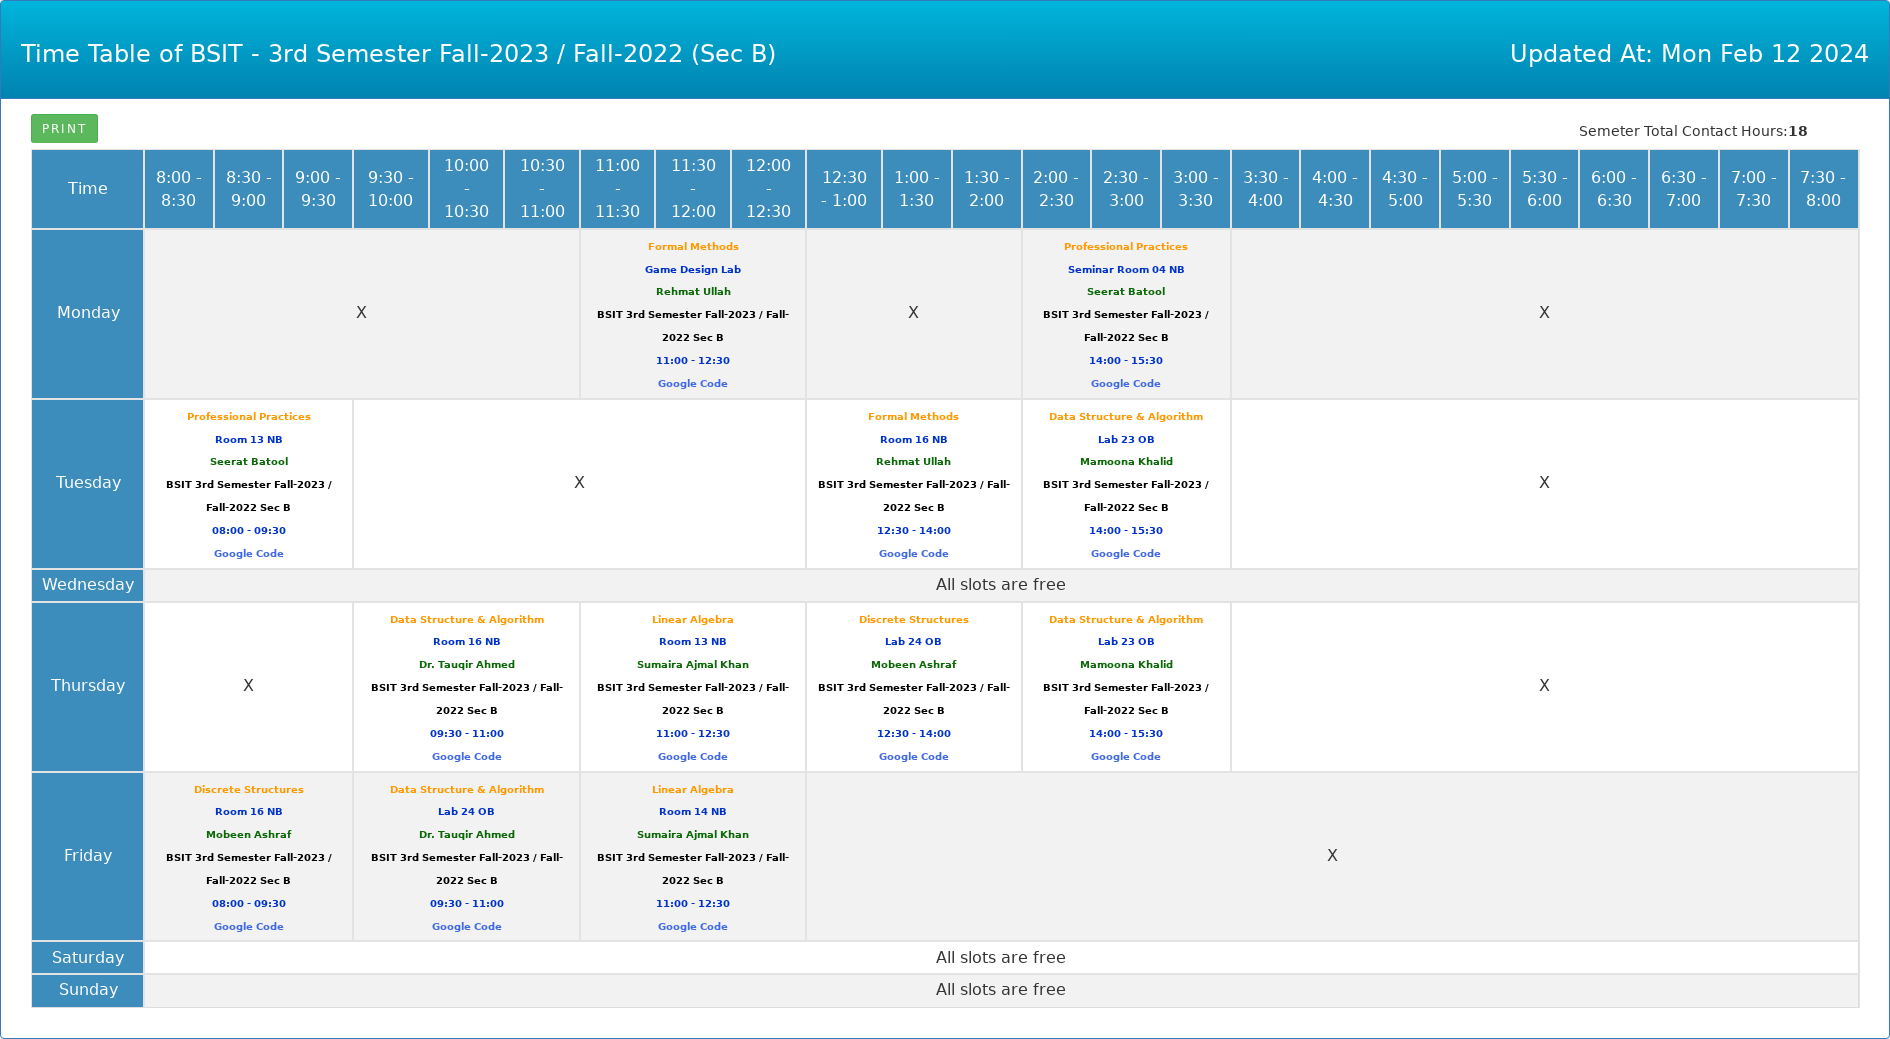 Time Table of BSIT - 3rd Semester Fall-2023 / Fall-2022 (Sec B)
Updated At: Mon Feb 12 2024
PRINT
Semeter Total Contact Hours:18
Time
8:00 -
8:30
8:30 -
9:00
9:00 -
9:30
9:30 -
10:00
10:00
-
10:30
10:30
-
11:00
11:00
-
11:30
11:30
-
12:00
12:00
-
12:30
12:30
- 1:00
1:00 -
1:30
1:30 -
2:00
2:00 -
2:30
2:30 -
3:00
3:00 -
3:30
3:30 -
4:00
4:00 -
4:30
4:30 -
5:00
5:00 -
5:30
5:30 -
6:00
6:00 -
6:30
6:30 -
7:00
7:00 -
7:30
7:30 -
8:00
Monday
X
Formal Methods
Game Design Lab
Rehmat Ullah
BSIT 3rd Semester Fall-2023 / Fall-
2022 Sec B
11:00 - 12:30
Google Code
X
Professional Practices
Seminar Room 04 NB
Seerat Batool
BSIT 3rd Semester Fall-2023 /
Fall-2022 Sec B
14:00 - 15:30
Google Code
X
Tuesday
Professional Practices
Room 13 NB
Seerat Batool
BSIT 3rd Semester Fall-2023 /
Fall-2022 Sec B
08:00 - 09:30
Google Code
X
Formal Methods
Room 16 NB
Rehmat Ullah
BSIT 3rd Semester Fall-2023 / Fall-
2022 Sec B
12:30 - 14:00
Google Code
Data Structure & Algorithm
Lab 23 OB
Mamoona Khalid
BSIT 3rd Semester Fall-2023 /
Fall-2022 Sec B
14:00 - 15:30
Google Code
X
Wednesday
All slots are free
Thursday
X
Data Structure & Algorithm
Room 16 NB
Dr. Tauqir Ahmed
BSIT 3rd Semester Fall-2023 / Fall-
2022 Sec B
09:30 - 11:00
Google Code
Linear Algebra
Room 13 NB
Sumaira Ajmal Khan
BSIT 3rd Semester Fall-2023 / Fall-
2022 Sec B
11:00 - 12:30
Google Code
Discrete Structures
Lab 24 OB
Mobeen Ashraf
BSIT 3rd Semester Fall-2023 / Fall-
2022 Sec B
12:30 - 14:00
Google Code
Data Structure & Algorithm
Lab 23 OB
Mamoona Khalid
BSIT 3rd Semester Fall-2023 /
Fall-2022 Sec B
14:00 - 15:30
Google Code
X
Friday
Discrete Structures
Room 16 NB
Mobeen Ashraf
BSIT 3rd Semester Fall-2023 /
Fall-2022 Sec B
08:00 - 09:30
Google Code
Data Structure & Algorithm
Lab 24 OB
Dr. Tauqir Ahmed
BSIT 3rd Semester Fall-2023 / Fall-
2022 Sec B
09:30 - 11:00
Google Code
Linear Algebra
Room 14 NB
Sumaira Ajmal Khan
BSIT 3rd Semester Fall-2023 / Fall-
2022 Sec B
11:00 - 12:30
Google Code
X
Saturday
All slots are free
Sunday
All slots are free